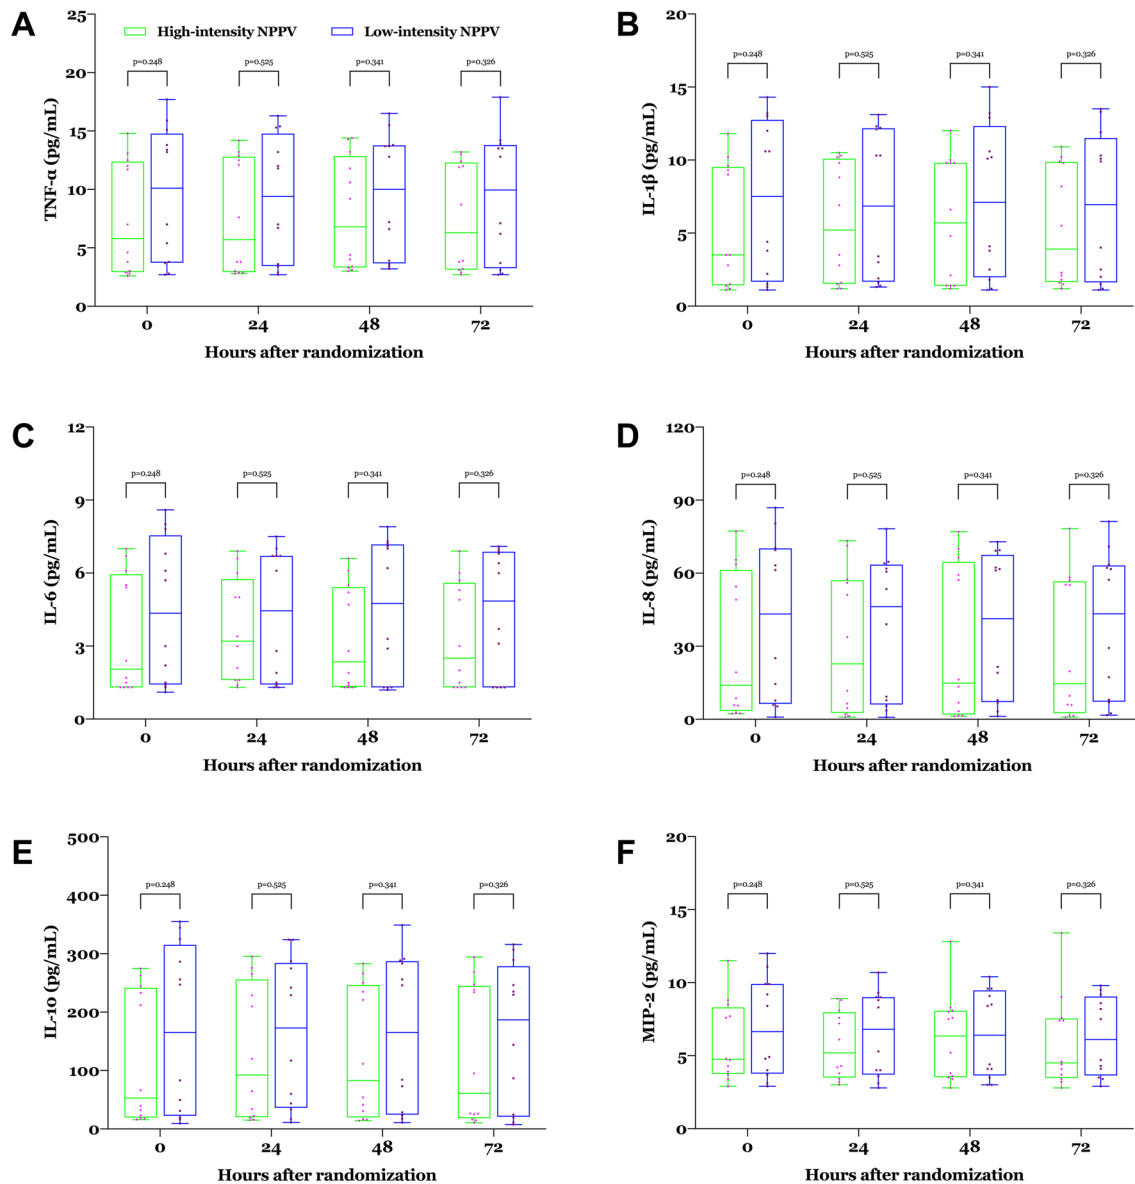 A
High-intensity NPPV
Low-intensity NPPV
TNF-α (pg/mL)
25
20
15
10
5
0
p=0.248
p=0.525
p=0.341
p=0.326
0
24
48
72
Hours after randomization
B
IL-1β (pg/mL)
20
15
10
5
0
p=0.248
p=0.525
p=0.341
p=0.326
0
24
48
72
Hours after randomization
C
IL-6 (pg/mL)
12
9
6
3
0
p=0.248
p=0.525
p=0.341
p=0.326
0
24
48
72
Hours after randomization
D
IL-8 (pg/mL)
120
90
60
30
0
p=0.248
p=0.525
p=0.341
p=0.326
0
24
48
72
Hours after randomization
E
IL-10 (pg/mL)
500
400
300
200
100
0
p=0.248
p=0.525
p=0.341
p=0.326
0
24
48
72
Hours after randomization
F
MIP-2 (pg/mL)
20
15
10
5
0
p=0.248
p=0.525
p=0.341
p=0.326
0
24
48
72
Hours after randomization